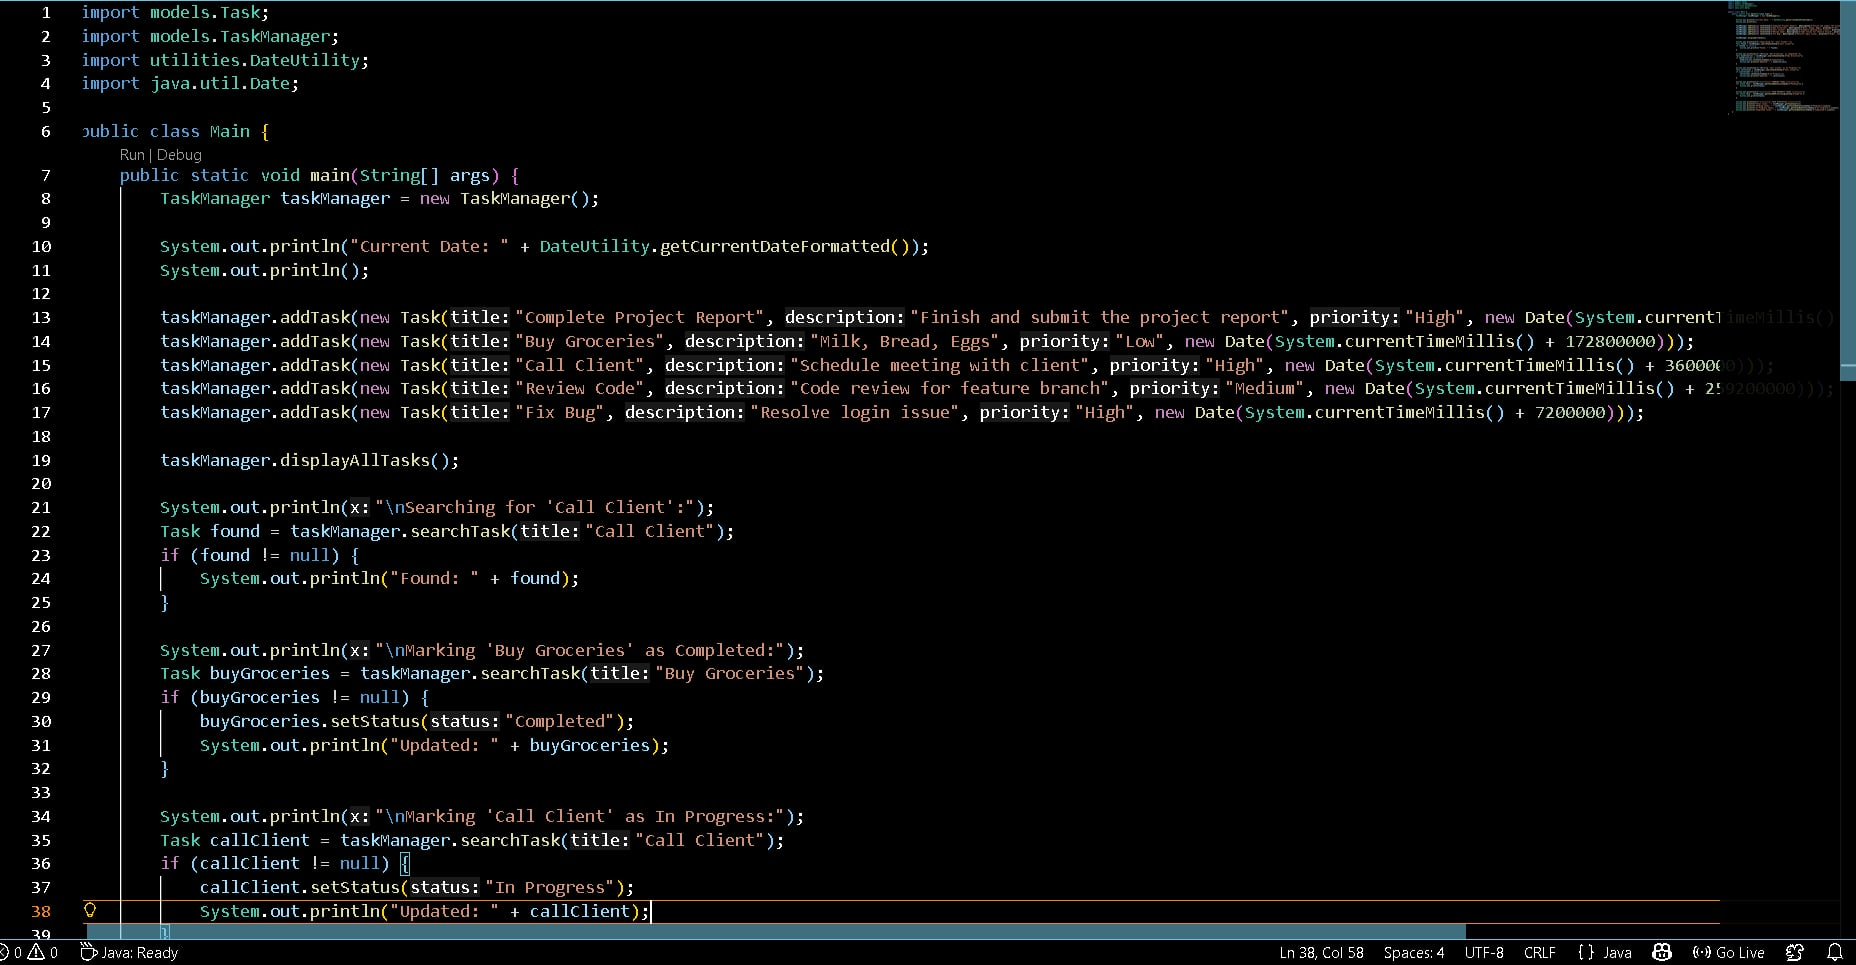 1 import models.Task;
2 import models.TaskManager;
3 import utilities.DateUtility;
4 import java.util.Date;
5
6 public class Main {
Run | Debug
7 public static void main(String[] args) {
8 TaskManager taskManager = new TaskManager();
9
10 System.out.println("Current Date: " + DateUtility.getCurrentDateFormatted());
11 System.out.println();
12
13 taskManager.addTask(new Task(title: "Complete Project Report", description: "Finish and submit the project report", priority: "High", new Date(System.currentTimeMillis()
14 taskManager.addTask(new Task(title: "Buy Groceries", description: "Milk, Bread, Eggs", priority: "Low", new Date(System.currentTimeMillis() + 172800000)));
15 taskManager.addTask(new Task(title: "Call Client", description: "Schedule meeting with client", priority: "High", new Date(System.currentTimeMillis() + 3600000)));
16 taskManager.addTask(new Task(title: "Review Code", description: "Code review for feature branch", priority: "Medium", new Date(System.currentTimeMillis() + 259200000)));
17 taskManager.addTask(new Task(title: "Fix Bug", description: "Resolve login issue", priority: "High", new Date(System.currentTimeMillis() + 7200000)));
18
19 taskManager.displayAllTasks();
20
21 System.out.println(x: "\nSearching for 'Call Client':");
22 Task found = taskManager.searchTask(title: "Call Client");
23 if (found != null) {
24 System.out.println("Found: " + found);
25 }
26
27 System.out.println(x: "\nMarking 'Buy Groceries' as Completed:");
28 Task buyGroceries = taskManager.searchTask(title: "Buy Groceries");
29 if (buyGroceries != null) {
30 buyGroceries.setStatus(status: "Completed");
31 System.out.println("Updated: " + buyGroceries);
32 }
33
34 System.out.println(x: "\nMarking 'Call Client' as In Progress:");
35 Task callClient = taskManager.searchTask(title: "Call Client");
36 if (callClient != null) {
37 callClient.setStatus(status: "In Progress");
38 System.out.println("Updated: " + callClient);
39 }
0 0 Java: Ready Ln 38, Col 58 Spaces: 4 UTF-8 CRLF {} Java Go Live